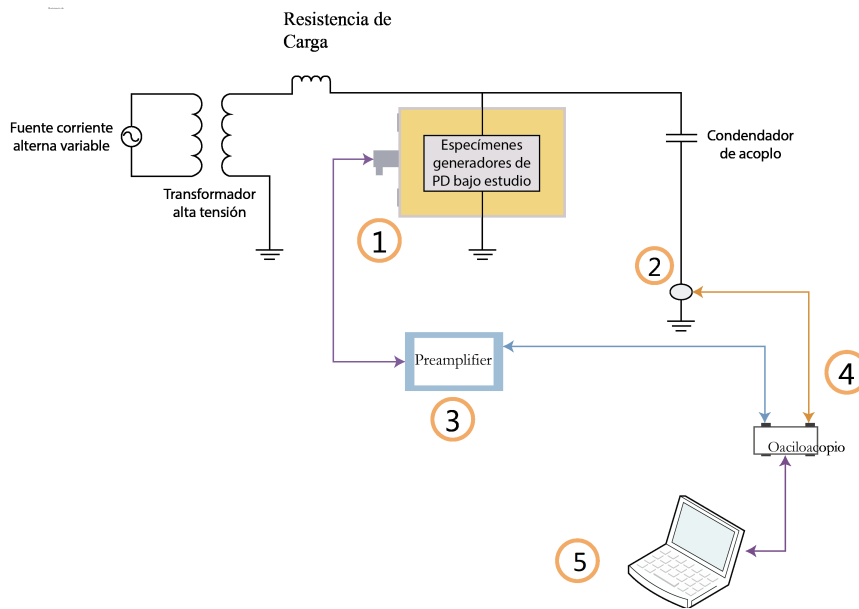 Resistencia de
Carga
Fuente corriente
alterna variable
Transformador
alta tensión
Especímenes
generadores de
PD bajo estudio
Condendador
de acoplo
1
2
Preamplifier
3
4
Oaciloacopio
5